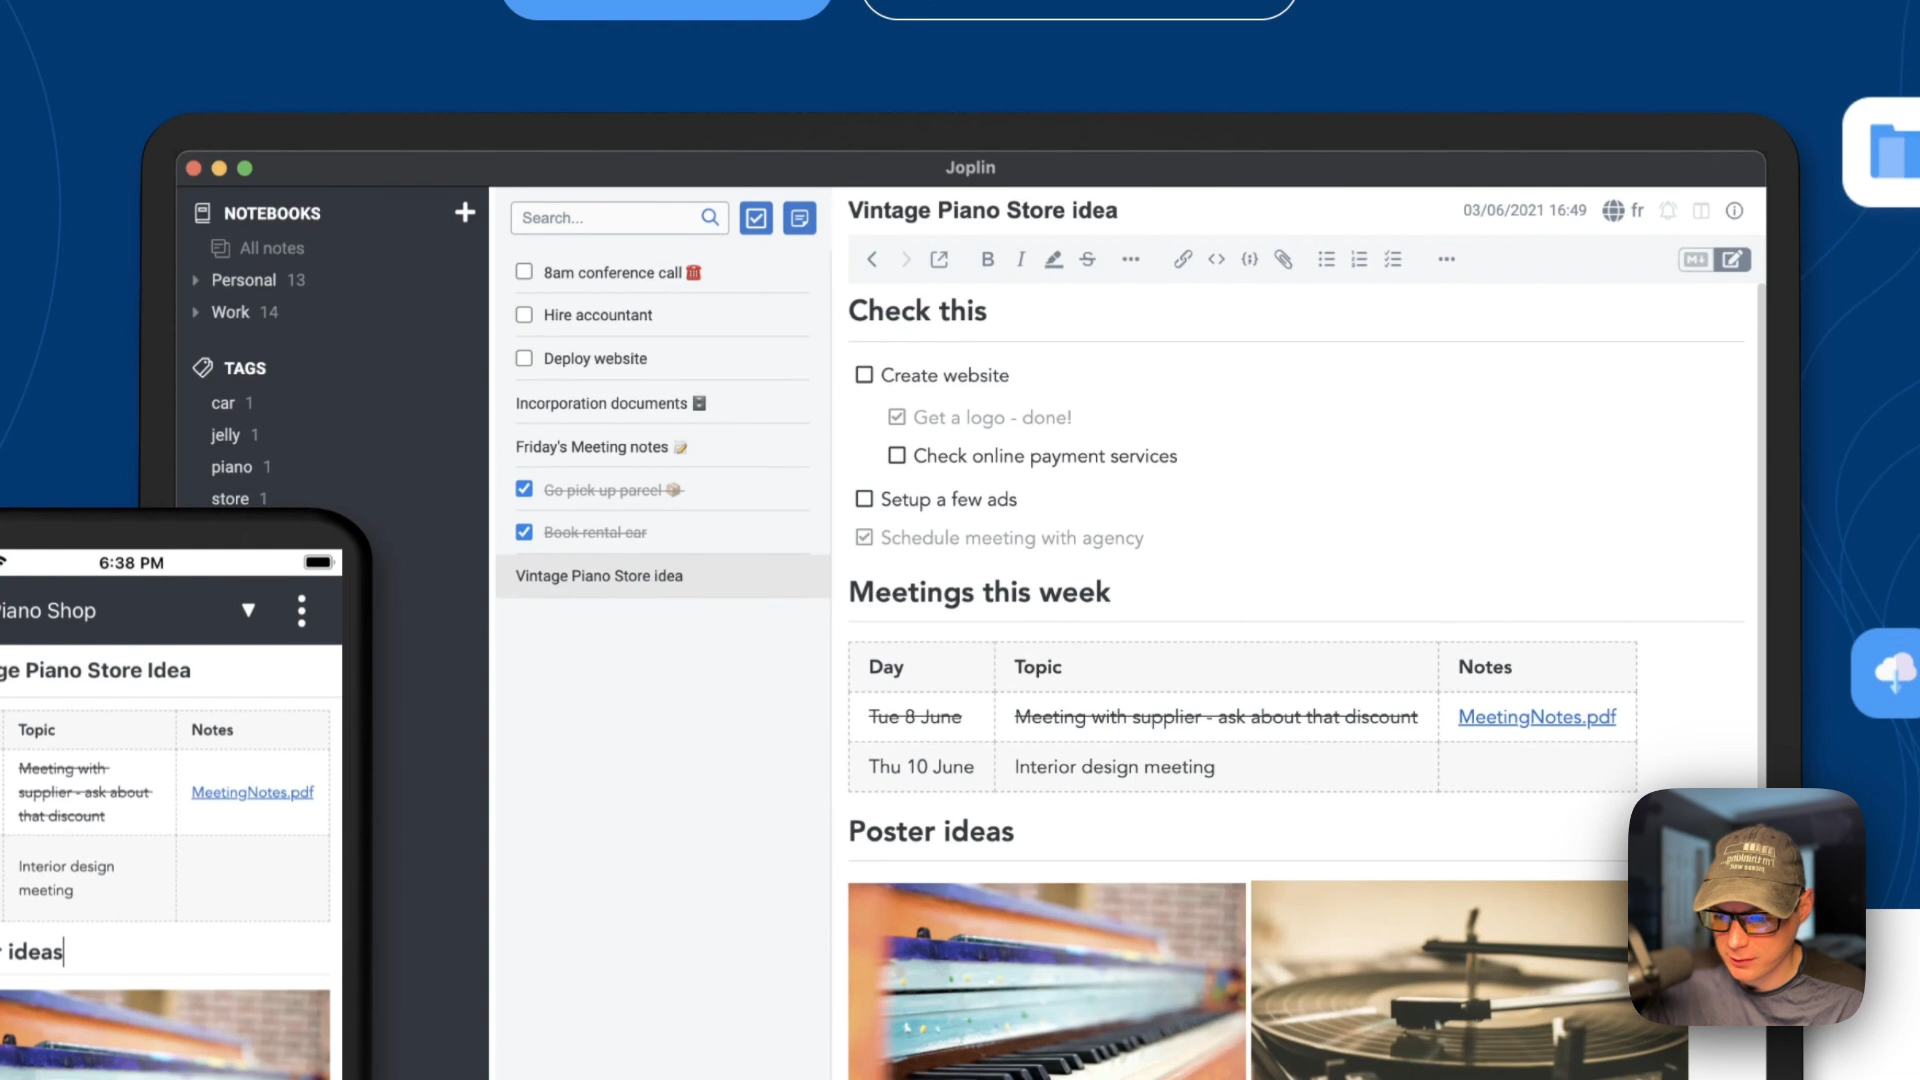 Joplin
NOTEBOOKS
All notes
Personal 13
Work 14
TAGS
car 1
jelly 1
piano 1
store 1
Search...
8am conference call
Hire accountant
Deploy website
Incorporation documents
Friday's Meeting notes
Go pick up parcel
Book rental car
Vintage Piano Store idea
Vintage Piano Store idea
03/06/2021 16:49 fr
B I S
Check this
Create website
Get a logo - done!
Check online payment services
Setup a few ads
Schedule meeting with agency
Meetings this week
Day Topic Notes
Tue 8 June Meeting with supplier - ask about that discount MeetingNotes.pdf
Thu 10 June Interior design meeting
Poster ideas
6:38 PM
iano Shop
ge Piano Store Idea
Topic Notes
Meeting with
supplier - ask about
that discount
MeetingNotes.pdf
Interior design
meeting
ideas